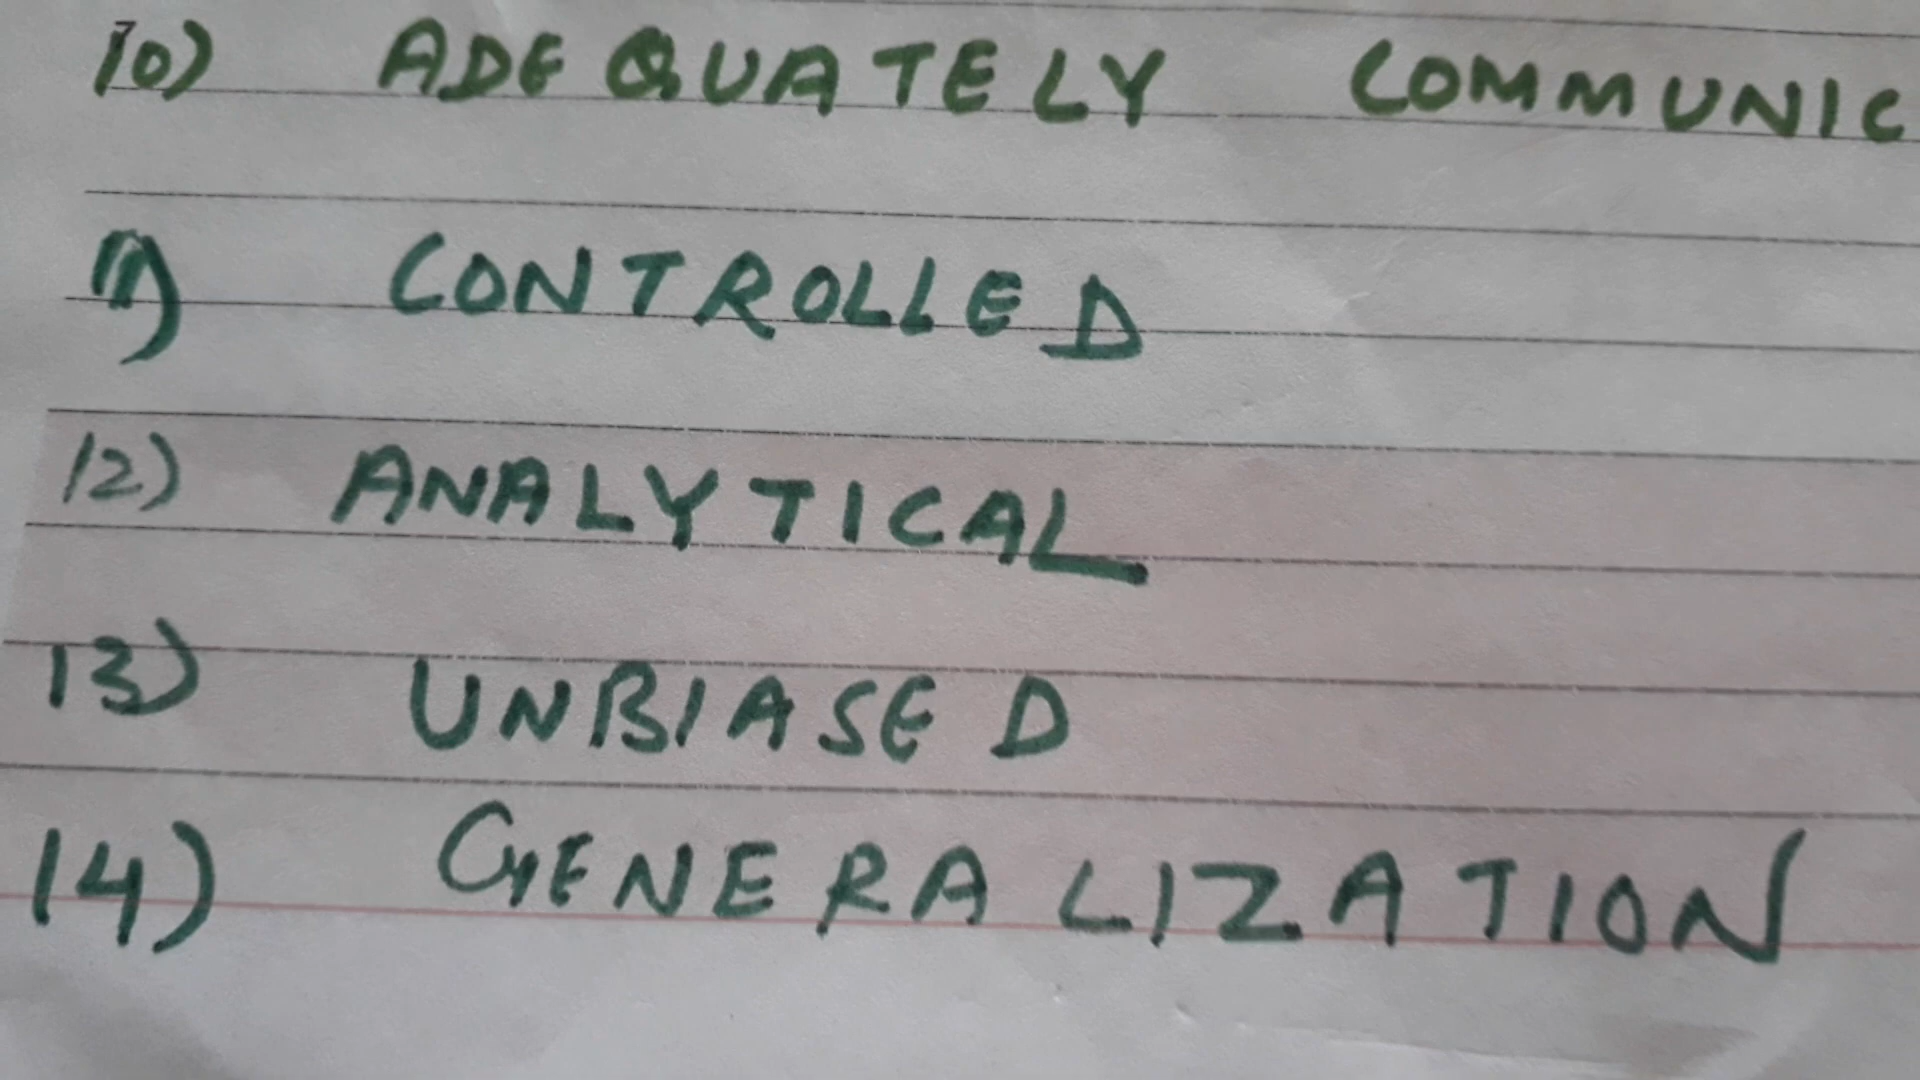 10) ADEQUATELY COMMUNIC
11) CONTROLLED
12) ANALYTICAL
13) UNBIASED
14) GENERALIZATION